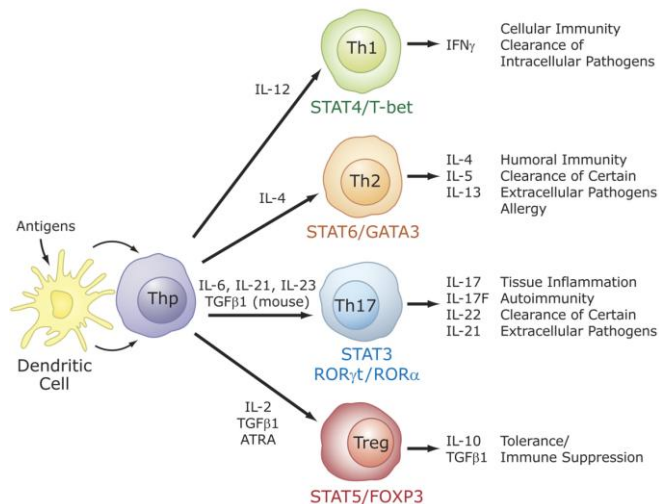 Antigens
Dendritic
Cell
Thp
IL-12
Th1
STAT4/T-bet
IFNγ
Cellular Immunity
Clearance of
Intracellular Pathogens
IL-4
Th2
STAT6/GATA3
IL-4 Humoral Immunity
IL-5 Clearance of Certain
IL-13 Extracellular Pathogens
Allergy
IL-6, IL-21, IL-23
TGFβ1 (mouse)
Th17
STAT3
RORγt/RORα
IL-17 Tissue Inflammation
IL-17F Autoimmunity
IL-22 Clearance of Certain
IL-21 Extracellular Pathogens
IL-2
TGFβ1
ATRA
Treg
STAT5/FOXP3
IL-10 Tolerance/
TGFβ1 Immune Suppression